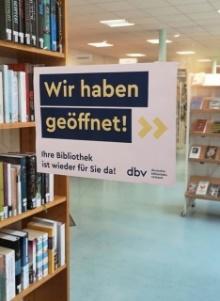 Wir haben
geöffnet!
Ihre Bibliothek
ist wieder für Sie da!
dbv